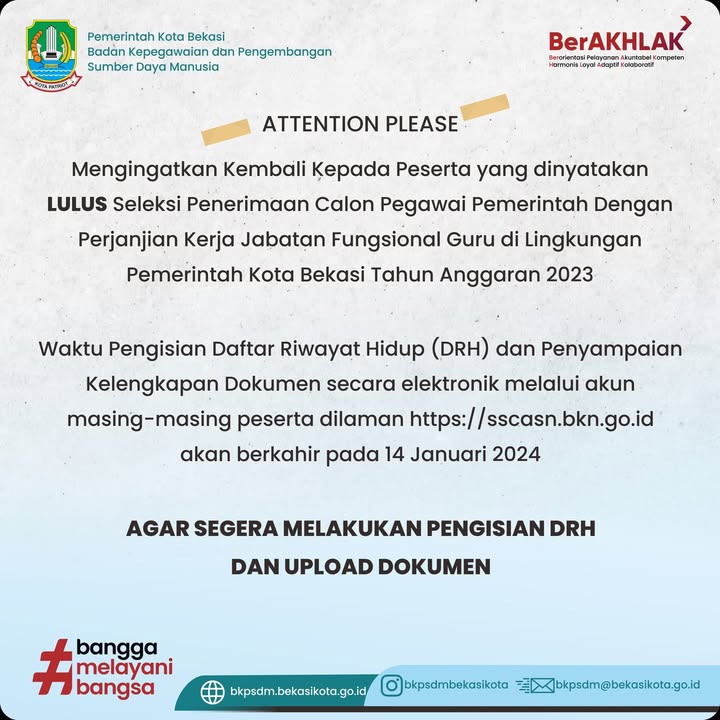 Pemerintah Kota Bekasi
Badan Kepegawaian dan Pengembangan
Sumber Daya Manusia
KOTA PATRIOT
BerAKHLAK
Berorientasi Pelayanan Akuntabel Kompeten
Harmonis Loyal Adaptif Kolaboratif
ATTENTION PLEASE
Mengingatkan Kembali Kepada Peserta yang dinyatakan
LULUS Seleksi Penerimaan Calon Pegawai Pemerintah Dengan
Perjanjian Kerja Jabatan Fungsional Guru di Lingkungan
Pemerintah Kota Bekasi Tahun Anggaran 2023
Waktu Pengisian Daftar Riwayat Hidup (DRH) dan Penyampaian
Kelengkapan Dokumen secara elektronik melalui akun
masing-masing peserta dilaman https://sscasn.bkn.go.id
akan berkahir pada 14 Januari 2024
AGAR SEGERA MELAKUKAN PENGISIAN DRH
DAN UPLOAD DOKUMEN
#bangga
melayani
bangsa
bkpsdm.bekasikota.go.id
bkpsdmbekasikota
bkpsdm@bekasikota.go.id